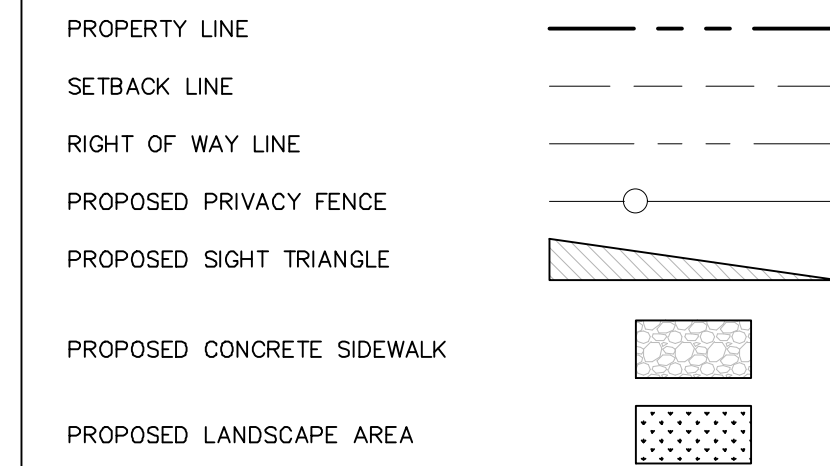 PROPERTY LINE
SETBACK LINE
RIGHT OF WAY LINE
PROPOSED PRIVACY FENCE
PROPOSED SIGHT TRIANGLE
PROPOSED CONCRETE SIDEWALK
PROPOSED LANDSCAPE AREA